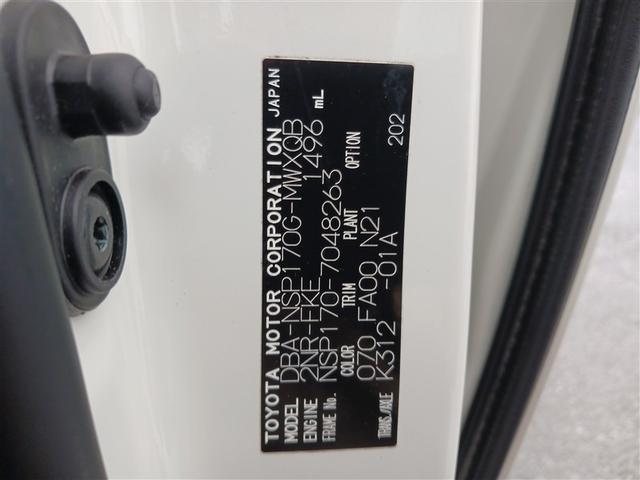 TOYOTA MOTOR CORPORATION JAPAN
MODEL DBA-NSP170G-MWXQB
ENGINE 2NR-FKE 1496 mL
FRAME No. NSP170-7048263
COLOR TRIM PLANT OPTION
070 FA00 N21
TRANS./AXLE K312 -01A 202